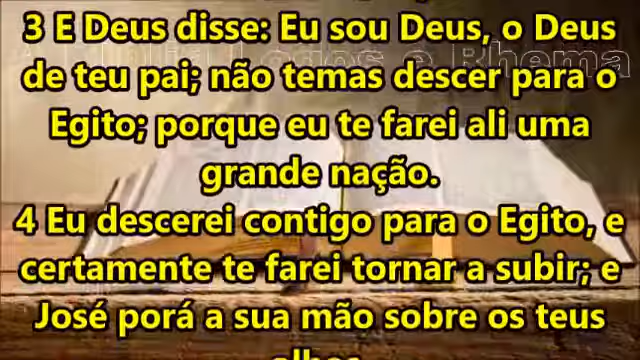 3 E Deus disse: Eu sou Deus, o Deus
de teu pai; não temas descer para o
Egito; porque eu te farei ali uma
grande nação.
4 Eu descerei contigo para o Egito, e
certamente te farei tornar a subir; e
José porá a sua mão sobre os teus
olhos.
Logos e Rhema